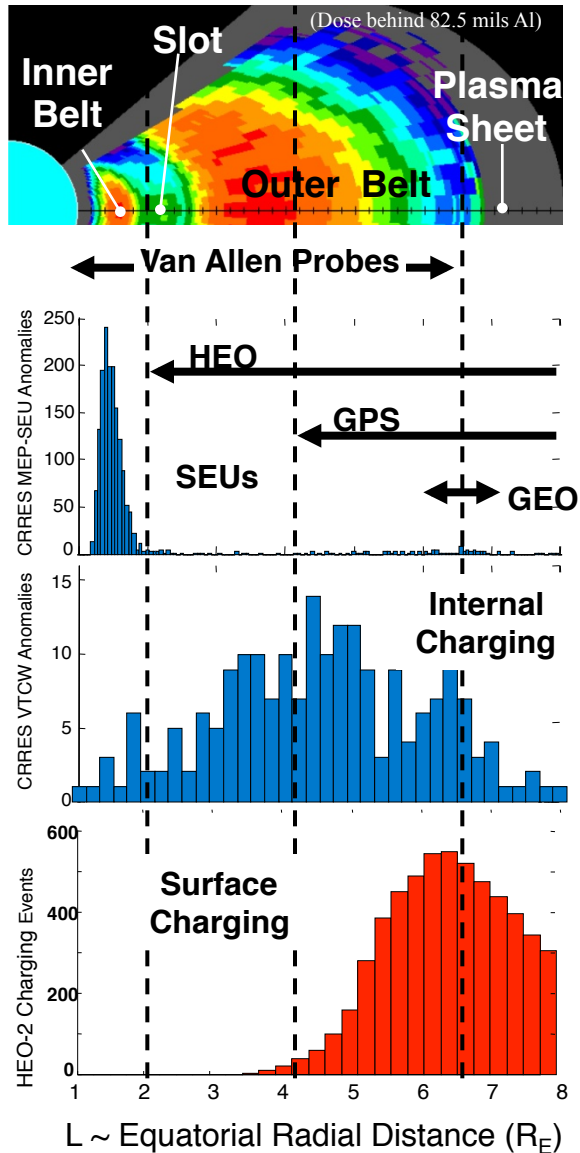 (Dose behind 82.5 mils Al)
Slot
Inner
Belt
Plasma
Sheet
Outer Belt
Van Allen Probes
CRRES MEP-SEU Anomalies
250
200
150
100
50
0
HEO
GPS
SEUs
GEO
CRRES VTCW Anomalies
15
10
5
0
Internal
Charging
HEO-2 Charging Events
600
400
200
0
Surface
Charging
1 2 3 4 5 6 7 8
L ~ Equatorial Radial Distance (R_E)